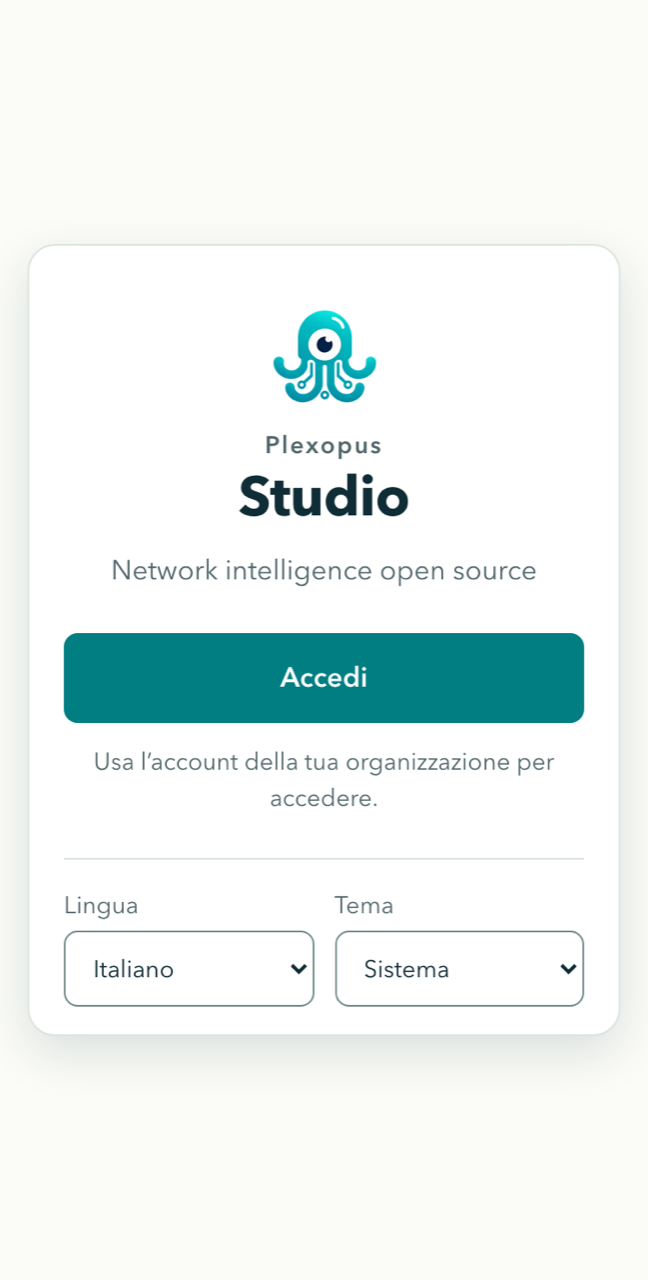 Plexopus
Studio
Network intelligence open source
Accedi
Usa l’account della tua organizzazione per
accedere.
Lingua
Tema
Italiano
Sistema